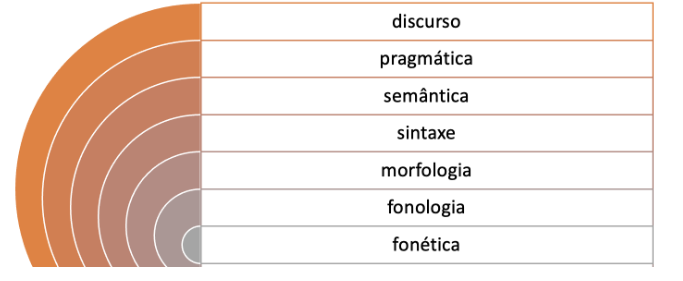 discurso
pragmática
semântica
sintaxe
morfologia
fonologia
fonética